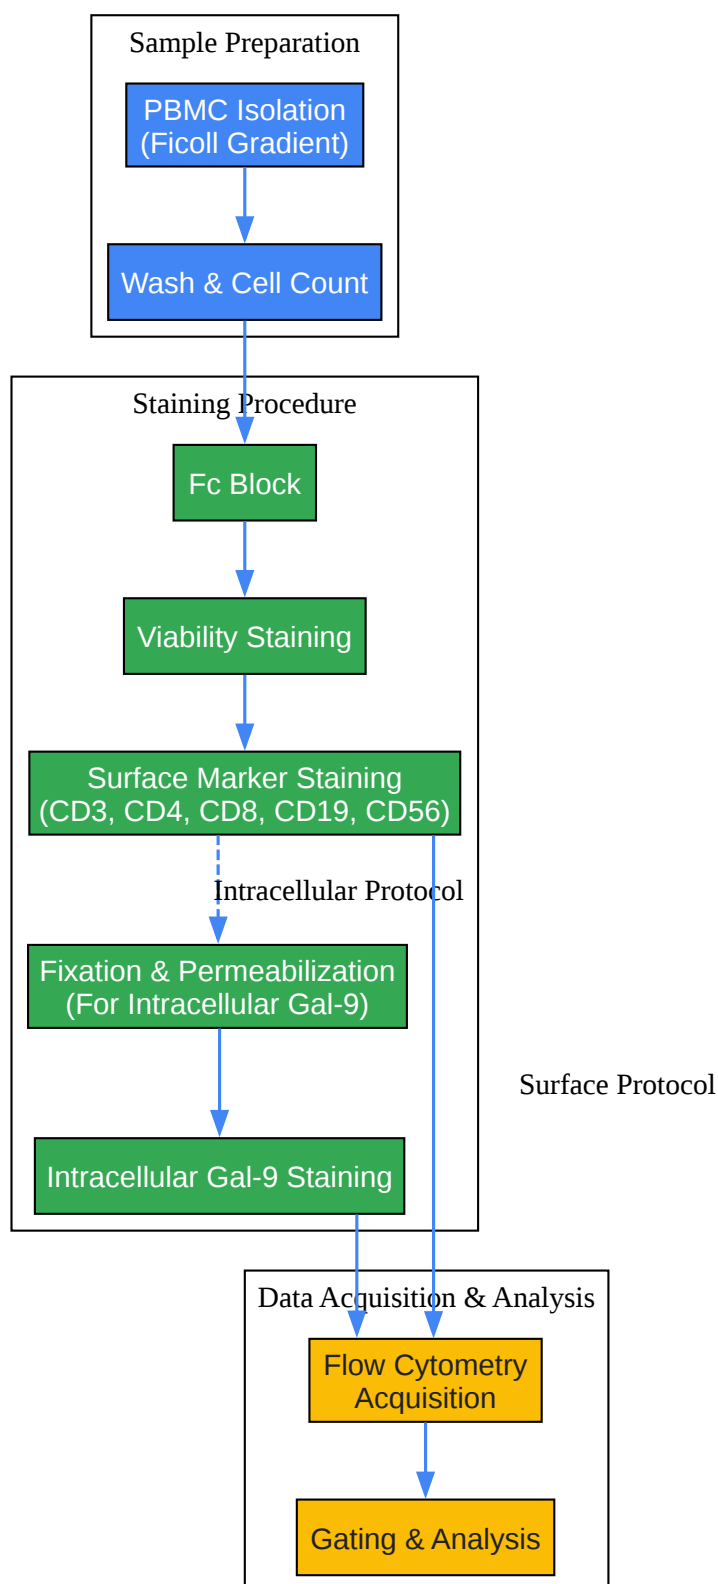 Sample Preparation
PBMC Isolation
(Ficoll Gradient)
Wash & Cell Count
Staining Procedure
Fc Block
Viability Staining
Surface Marker Staining
(CD3, CD4, CD8, CD19, CD56)
Intracellular Protocol
Fixation & Permeabilization
(For Intracellular Gal-9)
Surface Protocol
Intracellular Gal-9 Staining
Data Acquisition & Analysis
Flow Cytometry
Acquisition
Gating & Analysis